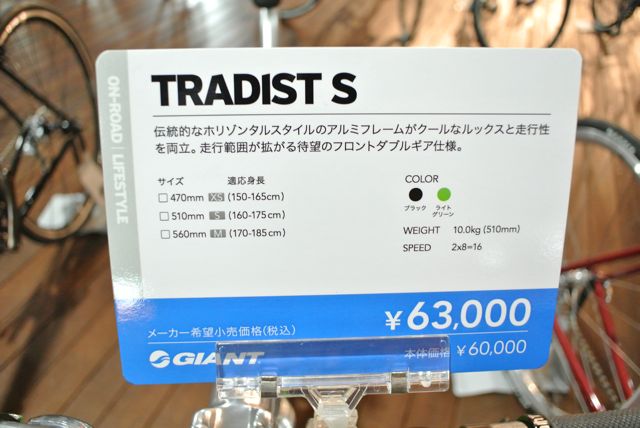 ON-ROAD | LIFESTYLE
TRADIST S
伝統的なホリゾンタルスタイルのアルミフレームがクールなルックスと走行性
を両立。走行範囲が拡がる待望のフロントダブルギア仕様。
サイズ 適応身長
470mm XS (150-165cm)
510mm S (160-175cm)
560mm M (170-185cm)
COLOR
ブラック ライト
グリーン
WEIGHT 10.0kg (510mm)
SPEED 2x8=16
メーカー希望小売価格(税込) ¥63,000
GIANT 本体価格 ¥60,000